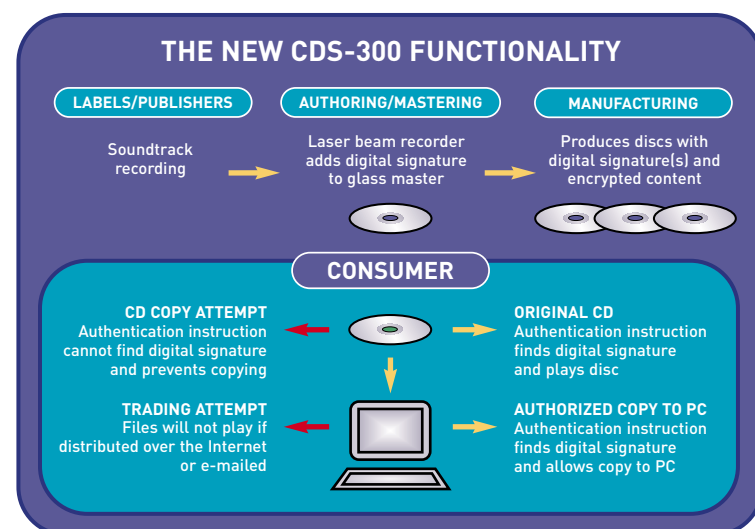 THE NEW CDS-300 FUNCTIONALITY
LABELS/PUBLISHERS
Soundtrack
recording
AUTHORING/MASTERING
Laser beam recorder
adds digital signature
to glass master
MANUFACTURING
Produces discs with
digital signature(s) and
encrypted content
CONSUMER
CD COPY ATTEMPT
Authentication instruction
cannot find digital signature
and prevents copying
ORIGINAL CD
Authentication instruction
finds digital signature
and plays disc
TRADING ATTEMPT
Files will not play if
distributed over the Internet
or e-mailed
AUTHORIZED COPY TO PC
Authentication instruction
finds digital signature
and allows copy to PC